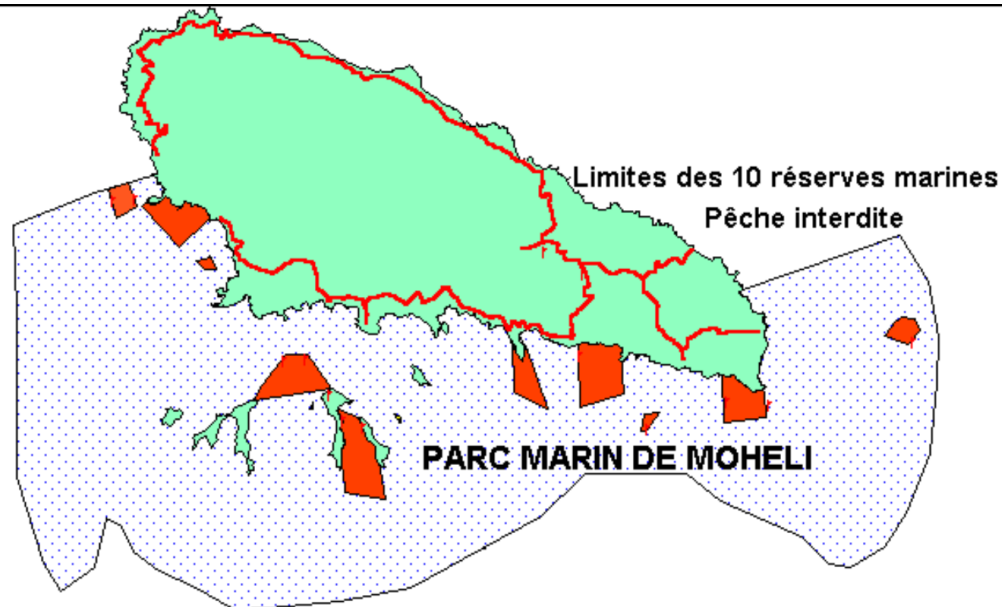 Limites des 10 réserves marines
Pêche interdite
PARC MARIN DE MOHELI